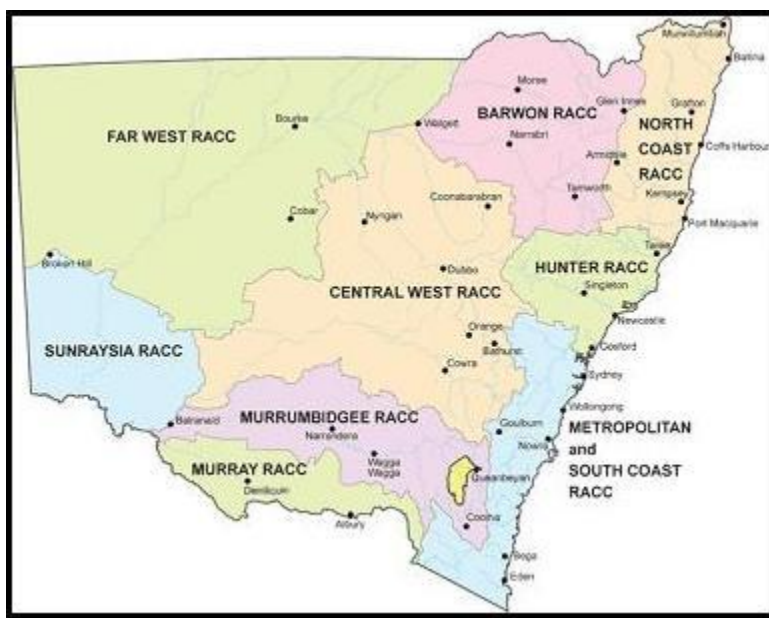 Murwillumbah
Ballina
Moree
BARWON RACC
Glen Innes
Grafton
NORTH
COAST
RACC
FAR WEST RACC
Bourke
Walgett
Narrabri
Coffs Harbour
Armidale
Tamworth
Kempsey
Coonabarabran
Port Macquarie
Cobar
Nyngan
Taree
Broken Hill
Dubbo
HUNTER RACC
Singleton
CENTRAL WEST RACC
Newcastle
SUNRAYSIA RACC
Orange
Bathurst
Gosford
Cowra
Sydney
Wollongong
Balranald
MURRUMBIDGEE RACC
Narrandera
Goulburn
Nowra
METROPOLITAN
and
SOUTH COAST
RACC
MURRAY RACC
Wagga
Wagga
Queanbeyan
Deniliquin
Albury
Cooma
Bega
Eden